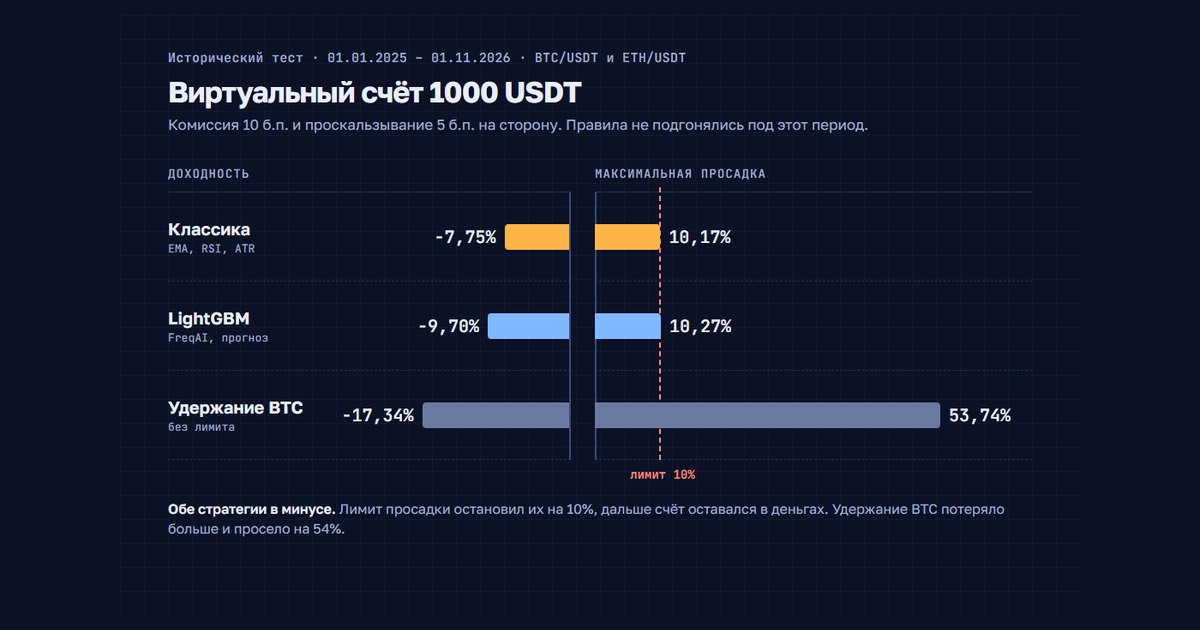 Исторический тест · 01.01.2025 – 01.11.2026 · BTC/USDT и ETH/USDT
Виртуальный счёт 1000 USDT
Комиссия 10 б.п. и проскальзывание 5 б.п. на сторону. Правила не подгонялись под этот период.
ДОХОДНОСТЬ
МАКСИМАЛЬНАЯ ПРОСАДКА
Классика
EMA, RSI, ATR
-7,75%
10,17%
LightGBM
FreqAI, прогноз
-9,70%
10,27%
Удержание BTC
без лимита
-17,34%
53,74%
лимит 10%
Обе стратегии в минусе. Лимит просадки остановил их на 10%, дальше счёт оставался в деньгах. Удержание BTC потеряло
больше и просело на 54%.